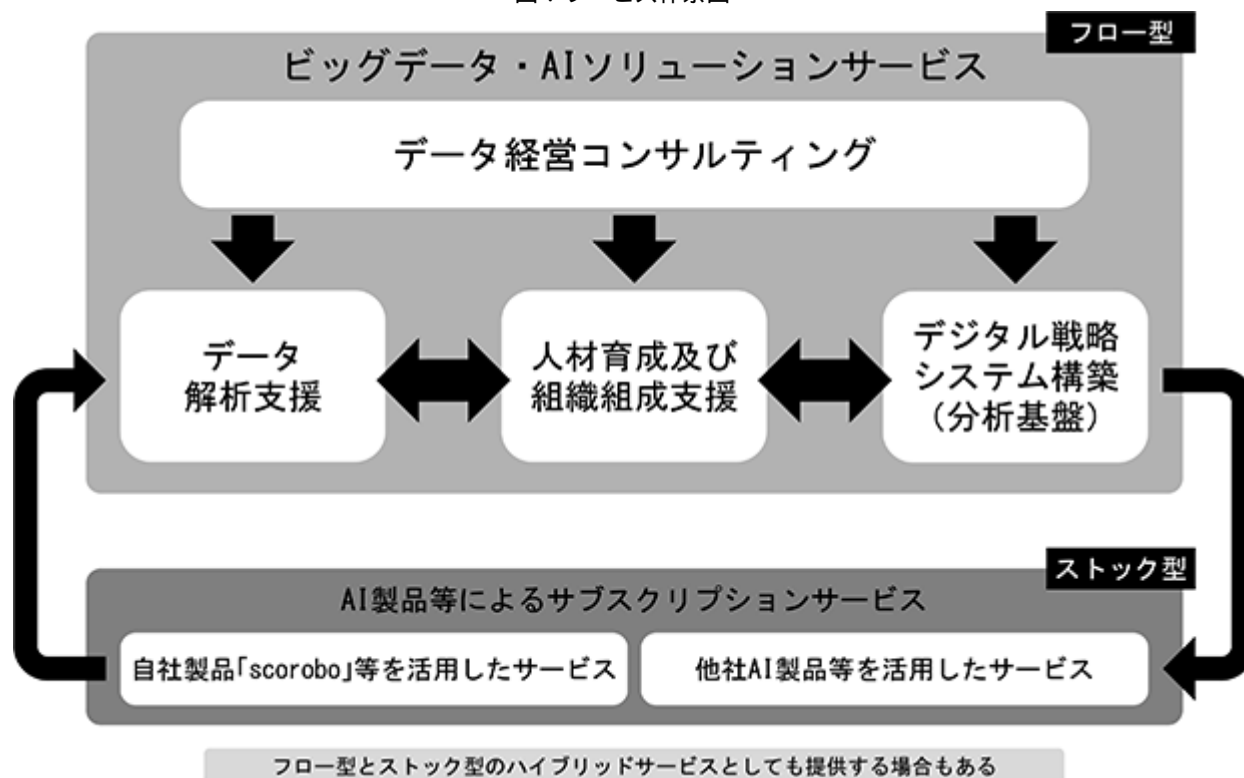 フロー型
ビッグデータ・AIソリューションサービス
データ経営コンサルティング
データ
解析支援
人材育成及び
組織組成支援
デジタル戦略
システム構築
(分析基盤)
ストック型
AI製品等によるサブスクリプションサービス
自社製品「scorobo」等を活用したサービス
他社AI製品等を活用したサービス
フロー型とストック型のハイブリッドサービスとしても提供する場合もある